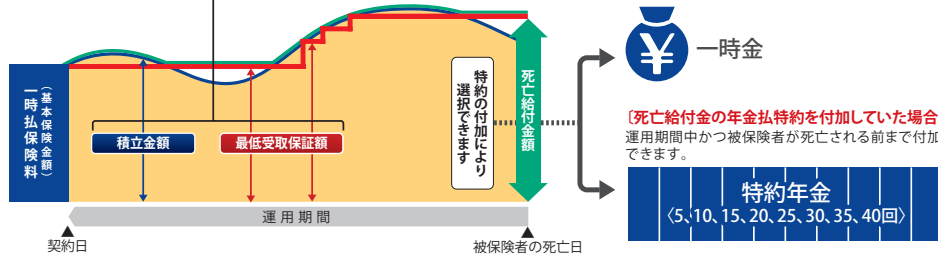 一時払保険料
（基本保険金額）
積立金額
最低受取保証額
特約の付加により
選択できます
死亡給付金額
運用期間
契約日
被保険者の死亡日
¥
一時金
〔死亡給付金の年金払特約を付加していた場合
運用期間中かつ被保険者が死亡される前まで付加
できます。
特約年金
〈5、10、15、20、25、30、35、40回〉